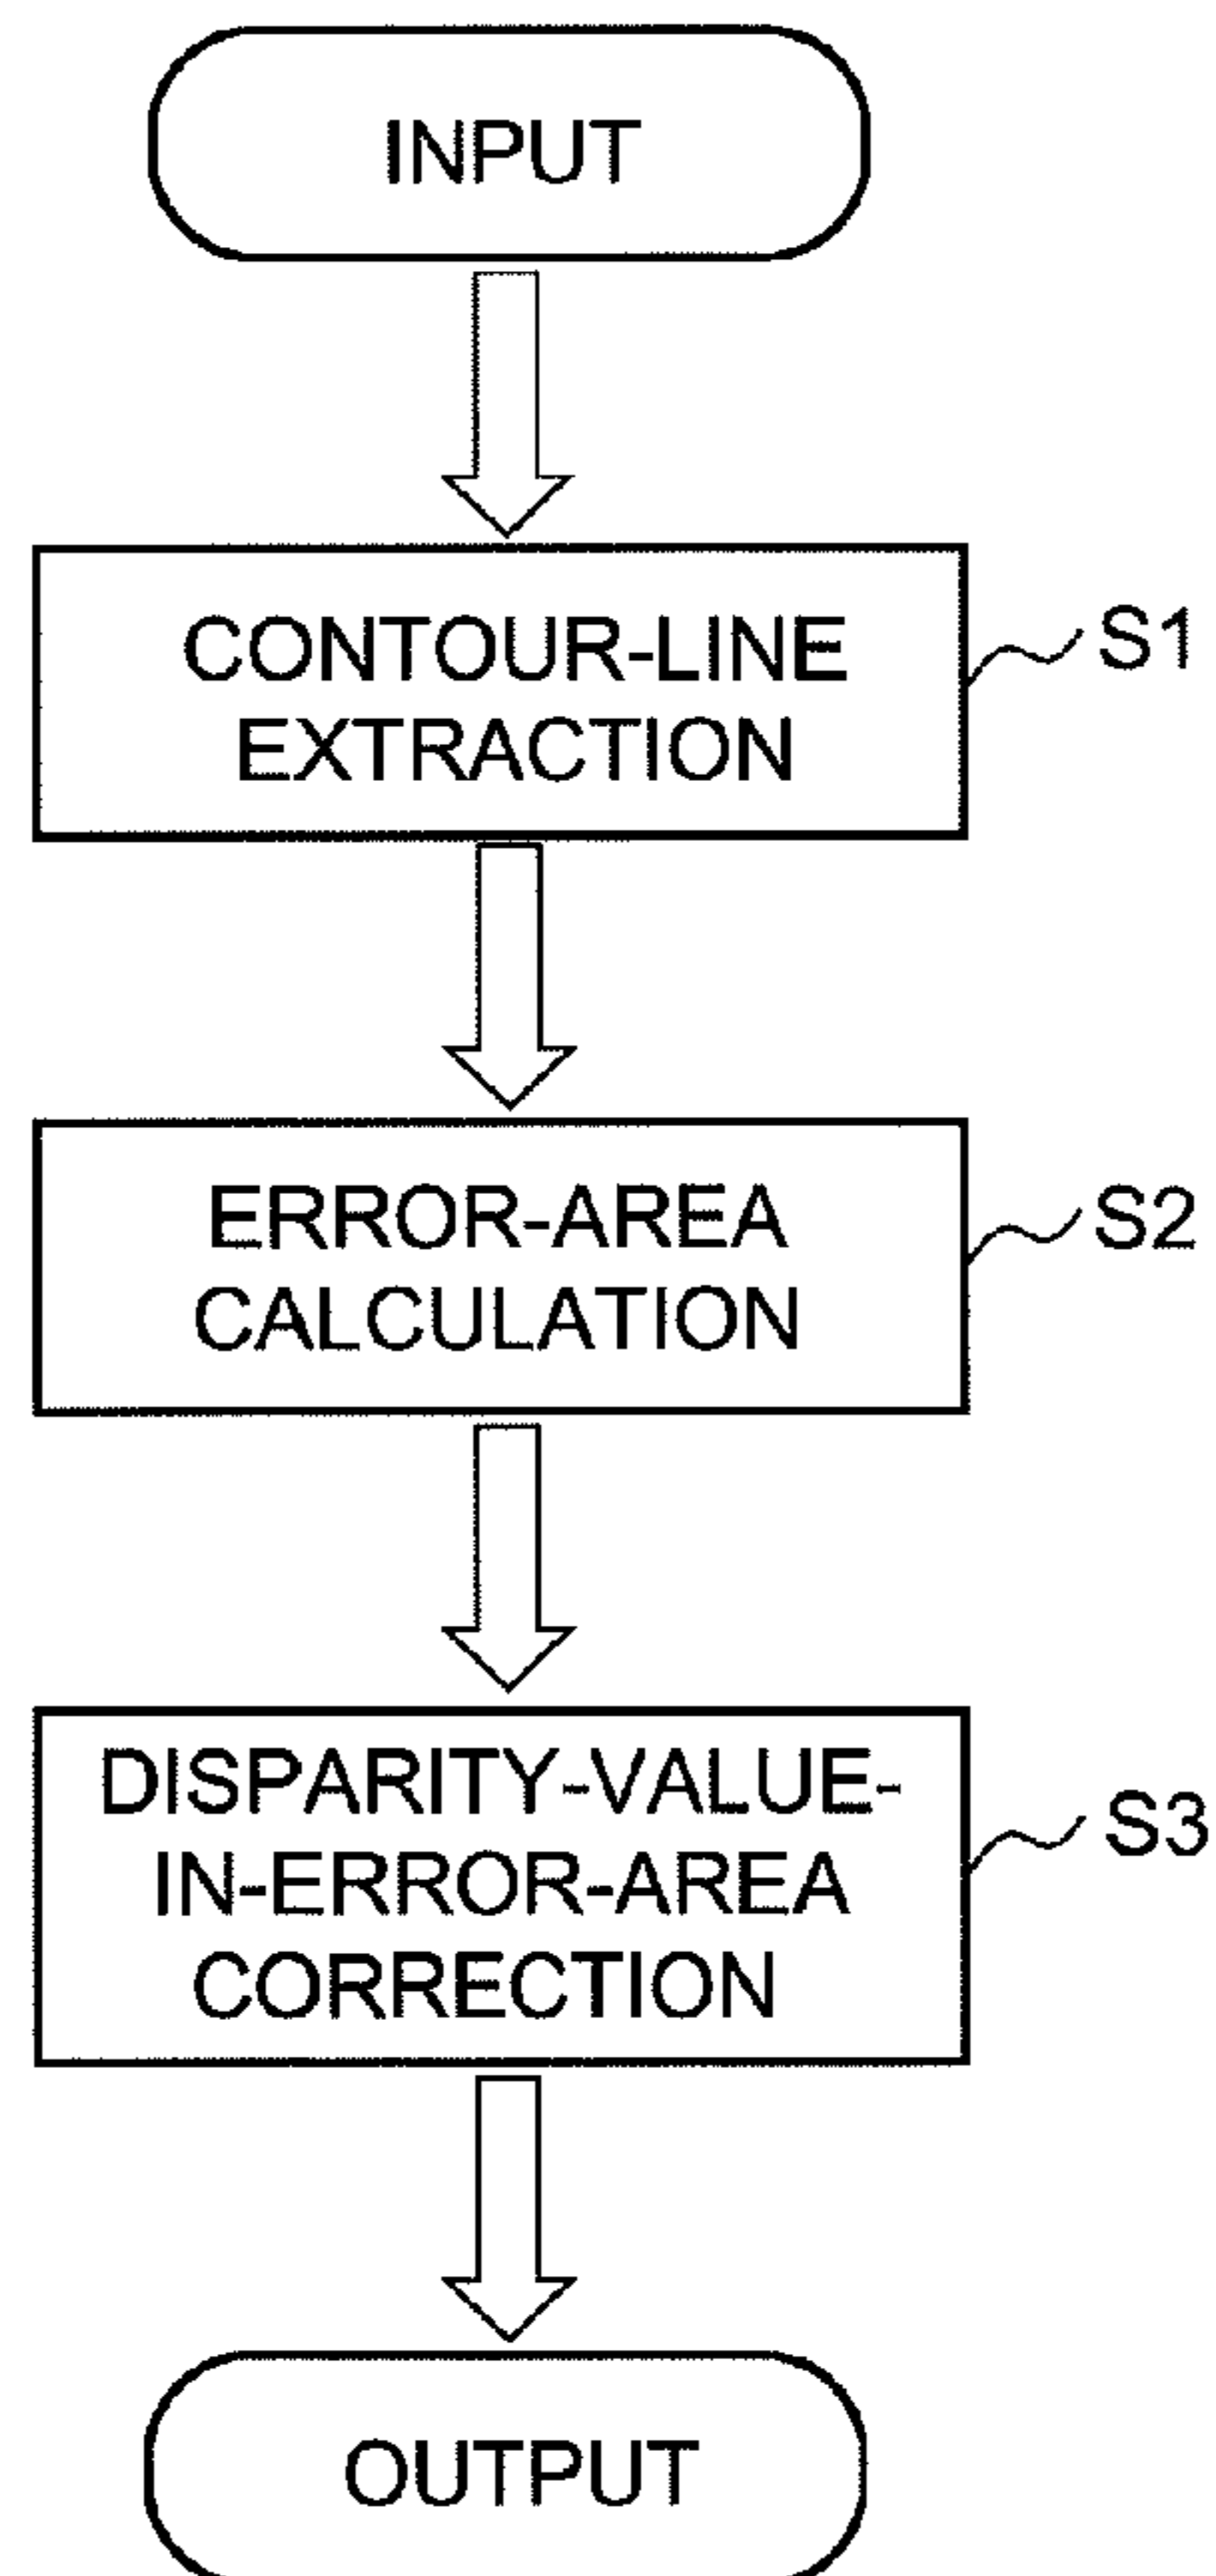 INPUT
CONTOUR-LINE
EXTRACTION
S1
ERROR-AREA
CALCULATION
S2
DISPARITY-VALUE-
IN-ERROR-AREA
CORRECTION
S3
OUTPUT